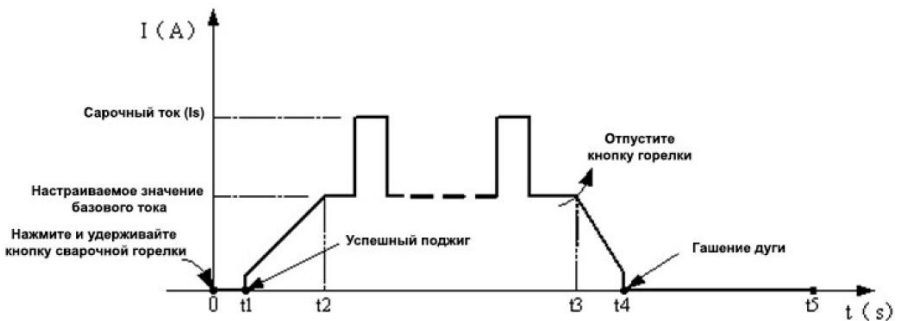 I (A)
Сарочный ток (Is)
Отпустите
кнопку горелки
Настраиваемое значение
базового тока
Нажмите и удерживайте
кнопку сварочной горелки
Успешный поджиг
Гашение дуги
0 t1 t2 t3 t4 t5
t (s)